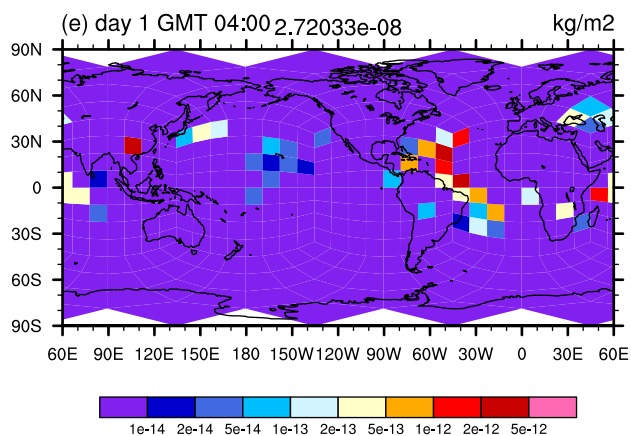 (e) day 1 GMT 04:00 2.72033e-08 kg/m2
90N
60N
30N
0
30S
60S
90S
60E 90E 120E 150E 180 150W 120W 90W 60W 30W 0 30E 60E
1e-14 2e-14 5e-14 1e-13 2e-13 5e-13 1e-12 2e-12 5e-12